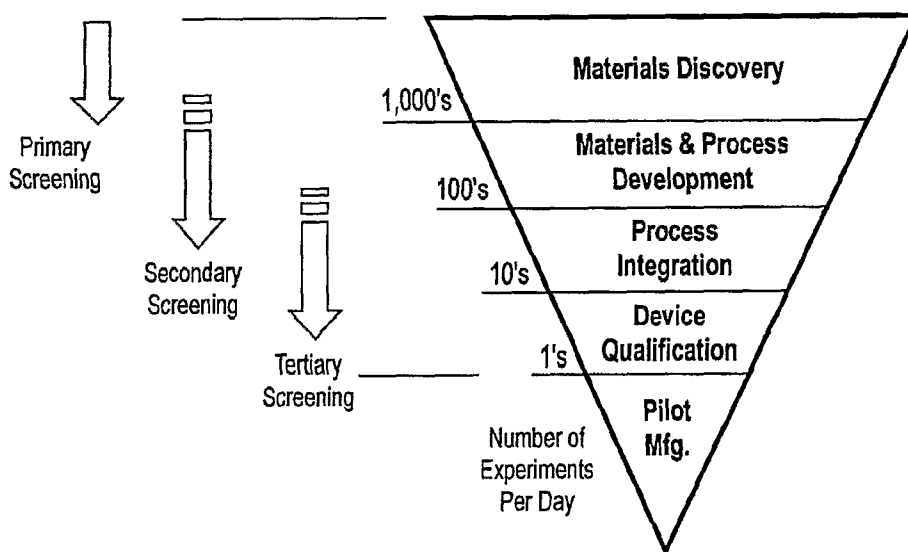 Primary
Screening
Secondary
Screening
Tertiary
Screening
1,000's
100's
10's
1's
Number of
Experiments
Per Day
Materials Discovery
Materials & Process
Development
Process
Integration
Device
Qualification
Pilot
Mfg.